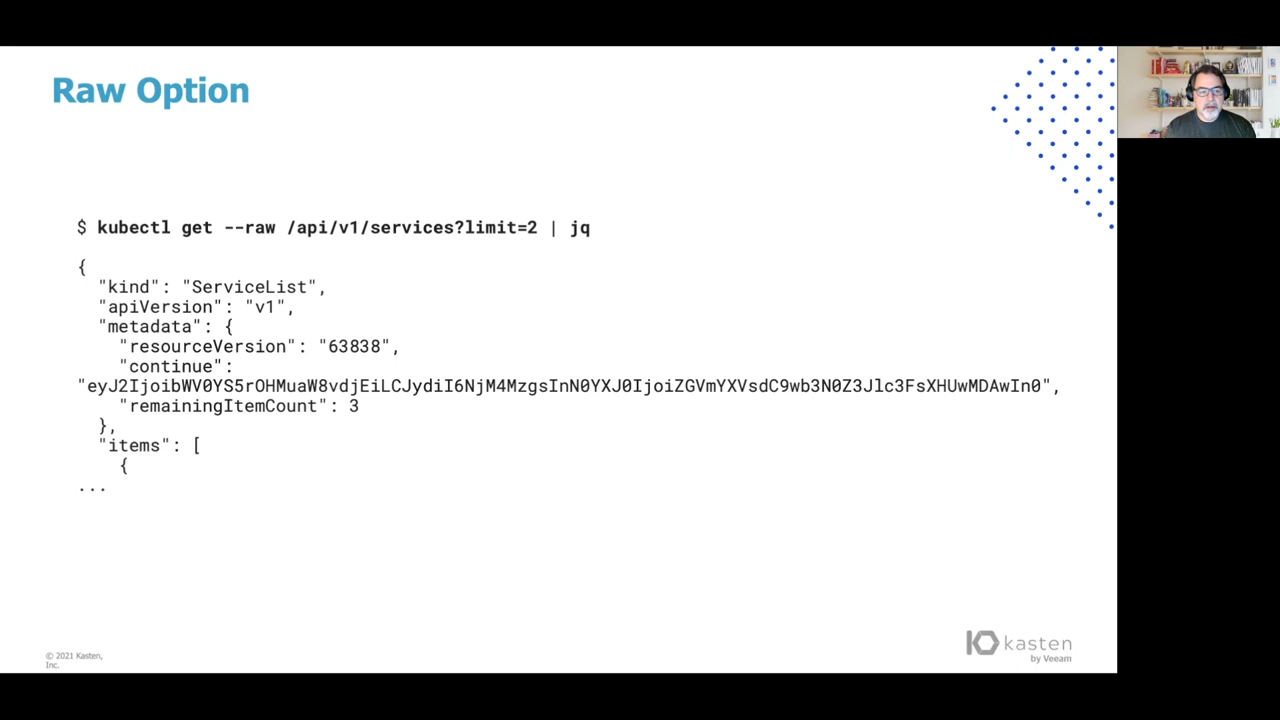 Raw Option
$ kubectl get --raw /api/v1/services?limit=2 | jq
{
"kind": "ServiceList",
"apiVersion": "v1",
"metadata": {
"resourceVersion": "63838",
"continue":
"eyJ2IjoibWV0YS5rOHMuaW8vdjEiLCJydiI6NjM4MzgsInN0YXJ0IjoiZGVmYXVsdC9wb3N0Z3Jlc3FsXHUwMDAwIn0",
"remainingItemCount": 3
},
"items": [
{
...
© 2021 Kasten,
Inc.
kasten
by Veeam